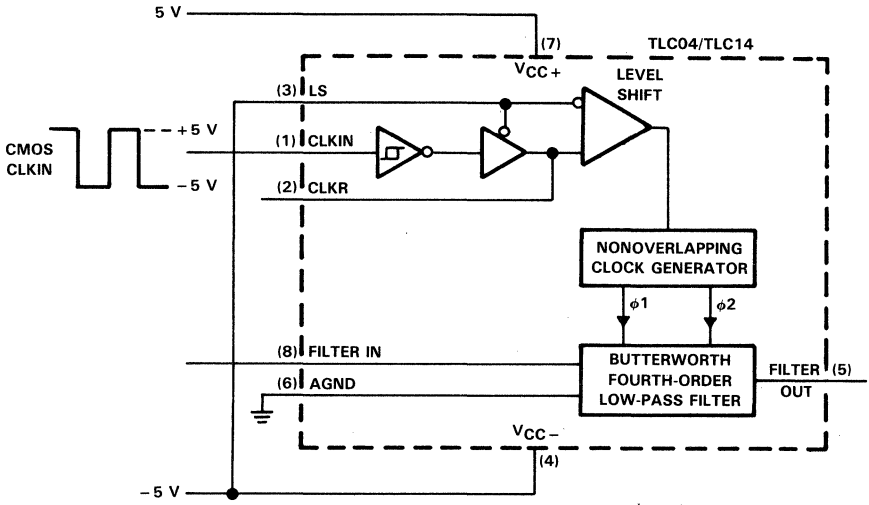 5 V
(7)
TLC04/TLC14
VCC+
LEVEL
SHIFT
(3) LS
CMOS
CLKIN
+5 V
−5 V
(1) CLKIN
(2) CLKR
NONOVERLAPPING
CLOCK GENERATOR
ϕ1
ϕ2
(8) FILTER IN
(6) AGND
BUTTERWORTH
FOURTH-ORDER
LOW-PASS FILTER
FILTER (5)
OUT
VCC−
(4)
−5 V